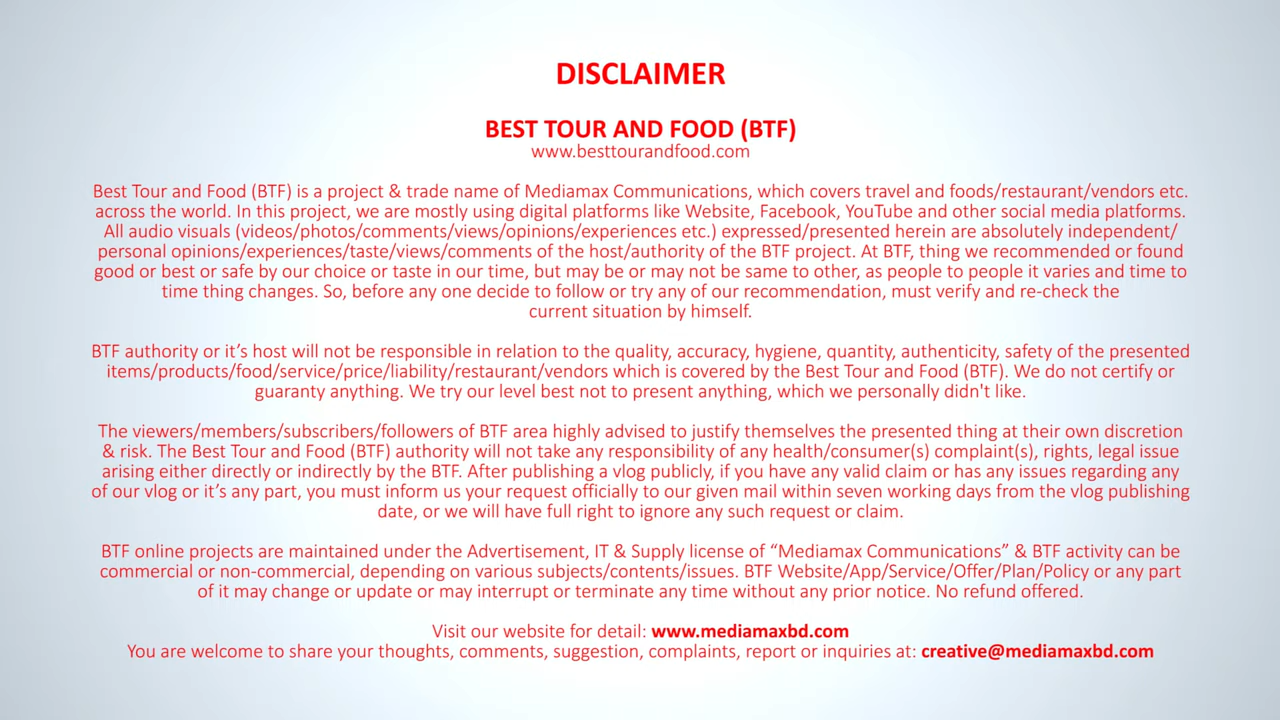 DISCLAIMER
BEST TOUR AND FOOD (BTF)
www.besttourandfood.com
Best Tour and Food (BTF) is a project & trade name of Mediamax Communications, which covers travel and foods/restaurant/vendors etc.
across the world. In this project, we are mostly using digital platforms like Website, Facebook, YouTube and other social media platforms.
All audio visuals (videos/photos/comments/views/opinions/experiences etc.) expressed/presented herein are absolutely independent/
personal opinions/experiences/taste/views/comments of the host/authority of the BTF project. At BTF, thing we recommended or found
good or best or safe by our choice or taste in our time, but may be or may not be same to other, as people to people it varies and time to
time thing changes. So, before any one decide to follow or try any of our recommendation, must verify and re-check the
current situation by himself.
BTF authority or it’s host will not be responsible in relation to the quality, accuracy, hygiene, quantity, authenticity, safety of the presented
items/products/food/service/price/liability/restaurant/vendors which is covered by the Best Tour and Food (BTF). We do not certify or
guaranty anything. We try our level best not to present anything, which we personally didn't like.
The viewers/members/subscribers/followers of BTF area highly advised to justify themselves the presented thing at their own discretion
& risk. The Best Tour and Food (BTF) authority will not take any responsibility of any health/consumer(s) complaint(s), rights, legal issue
arising either directly or indirectly by the BTF. After publishing a vlog publicly, if you have any valid claim or has any issues regarding any
of our vlog or it’s any part, you must inform us your request officially to our given mail within seven working days from the vlog publishing
date, or we will have full right to ignore any such request or claim.
BTF online projects are maintained under the Advertisement, IT & Supply license of “Mediamax Communications” & BTF activity can be
commercial or non-commercial, depending on various subjects/contents/issues. BTF Website/App/Service/Offer/Plan/Policy or any part
of it may change or update or may interrupt or terminate any time without any prior notice. No refund offered.
Visit our website for detail: www.mediamaxbd.com
You are welcome to share your thoughts, comments, suggestion, complaints, report or inquiries at: creative@mediamaxbd.com